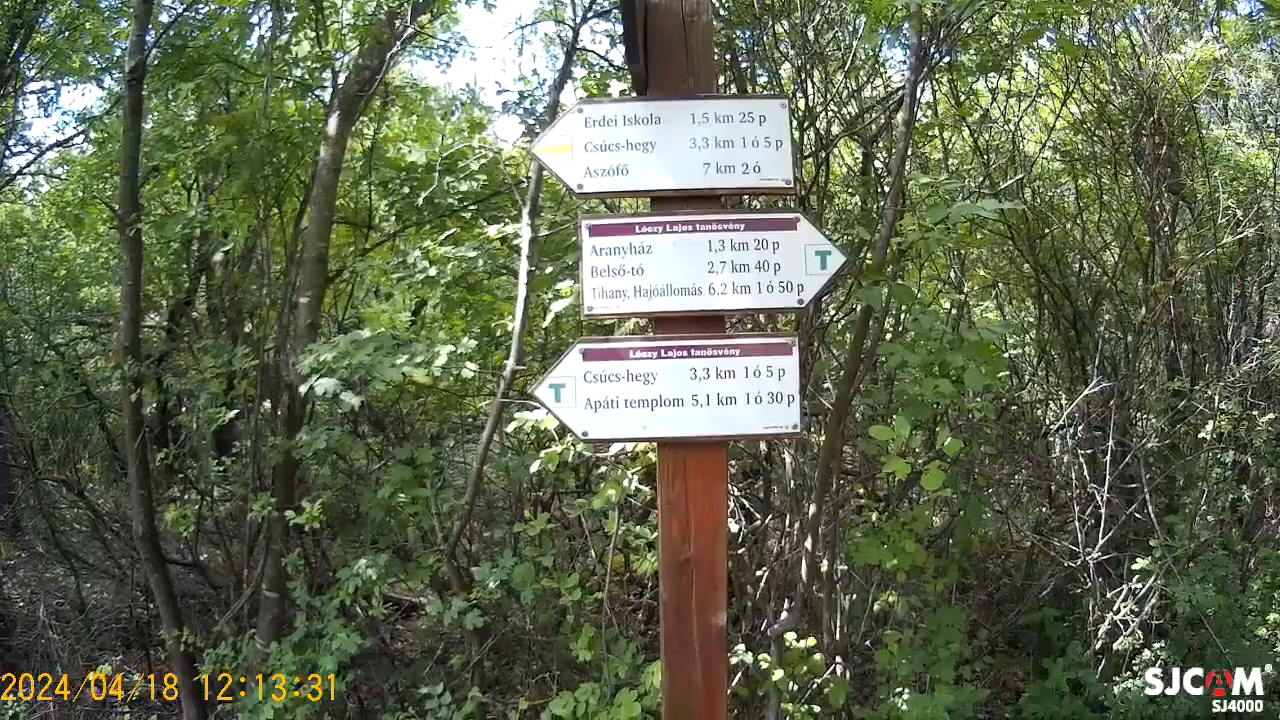 Erdei Iskola 1,5 km 25 p
Csúcs-hegy 3,3 km 1 ó 5 p
Aszófő 7 km 2 ó
Lóczy Lajos tanösvény
Aranyház 1,3 km 20 p
Belső-tó 2,7 km 40 p
T
Tihany, Hajóállomás 6,2 km 1 ó 50 p
Lóczy Lajos tanösvény
Csúcs-hegy 3,3 km 1 ó 5 p
T
Apáti templom 5,1 km 1 ó 30 p
2024/04/18 12:13:31
SJCAM®
SJ4000